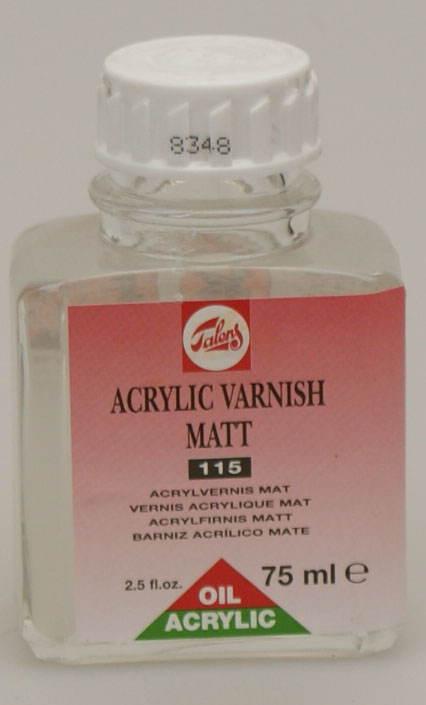 8348
Talens
ACRYLIC VARNISH
MATT
115
ACRYLVERNIS MAT
VERNIS ACRYLIQUE MAT
ACRYLFIRNIS MATT
BARNIZ ACRÍLICO MATE
2.5 fl.oz. 75 ml ℮
OIL
ACRYLIC